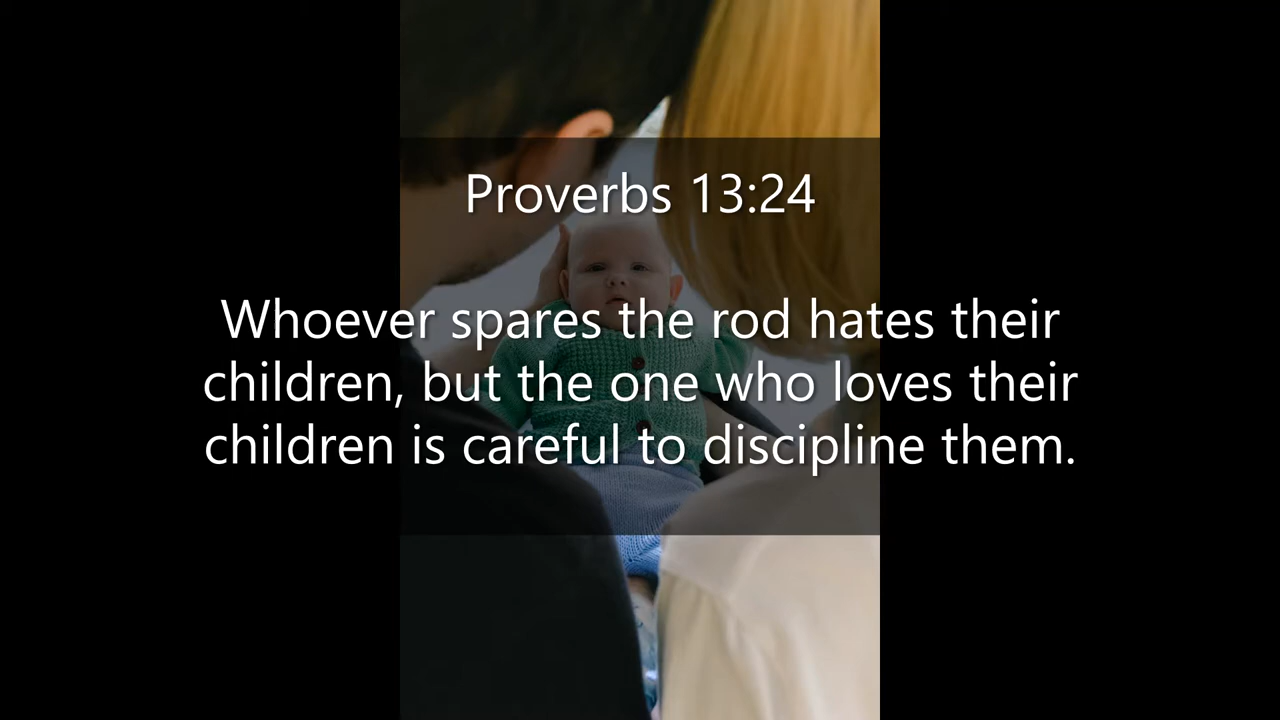 Proverbs 13:24
Whoever spares the rod hates their
children, but the one who loves their
children is careful to discipline them.